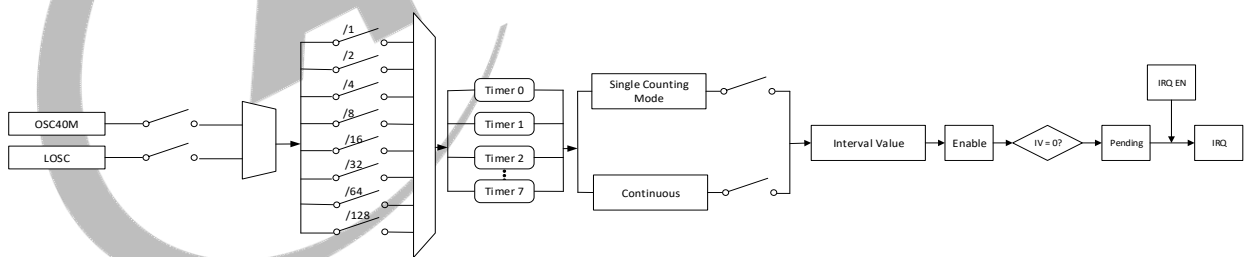 OSC40M
LOSC
/1
/2
/4
/8
/16
/32
/64
/128
Timer 0
Timer 1
Timer 2
Timer 7
Single Counting
Mode
Continuous
Interval Value
Enable
IV = 0?
Pending
IRQ EN
IRQ